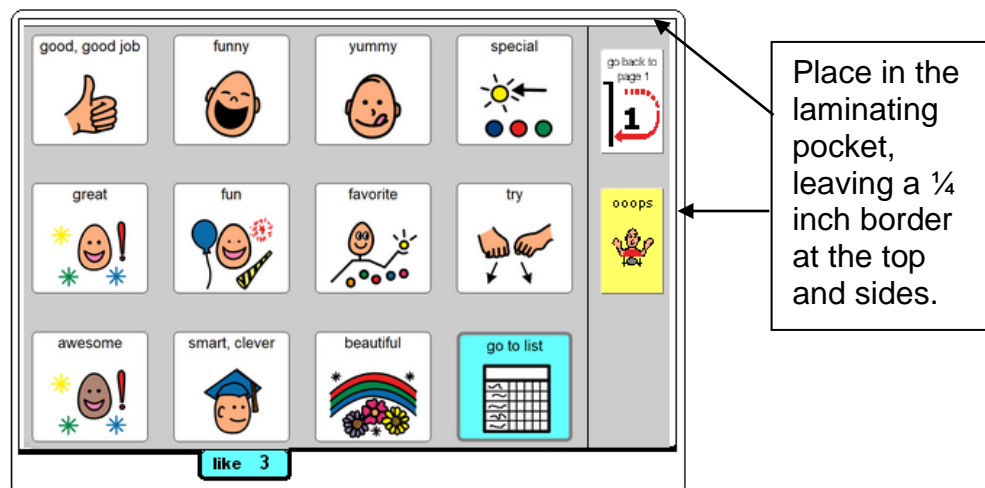 good, good job
funny
yummy
special
go back to
page 1
1
great
fun
favorite
try
ooops
awesome
smart, clever
beautiful
go to list
like 3
Place in the
laminating
pocket,
leaving a ¼
inch border
at the top
and sides.